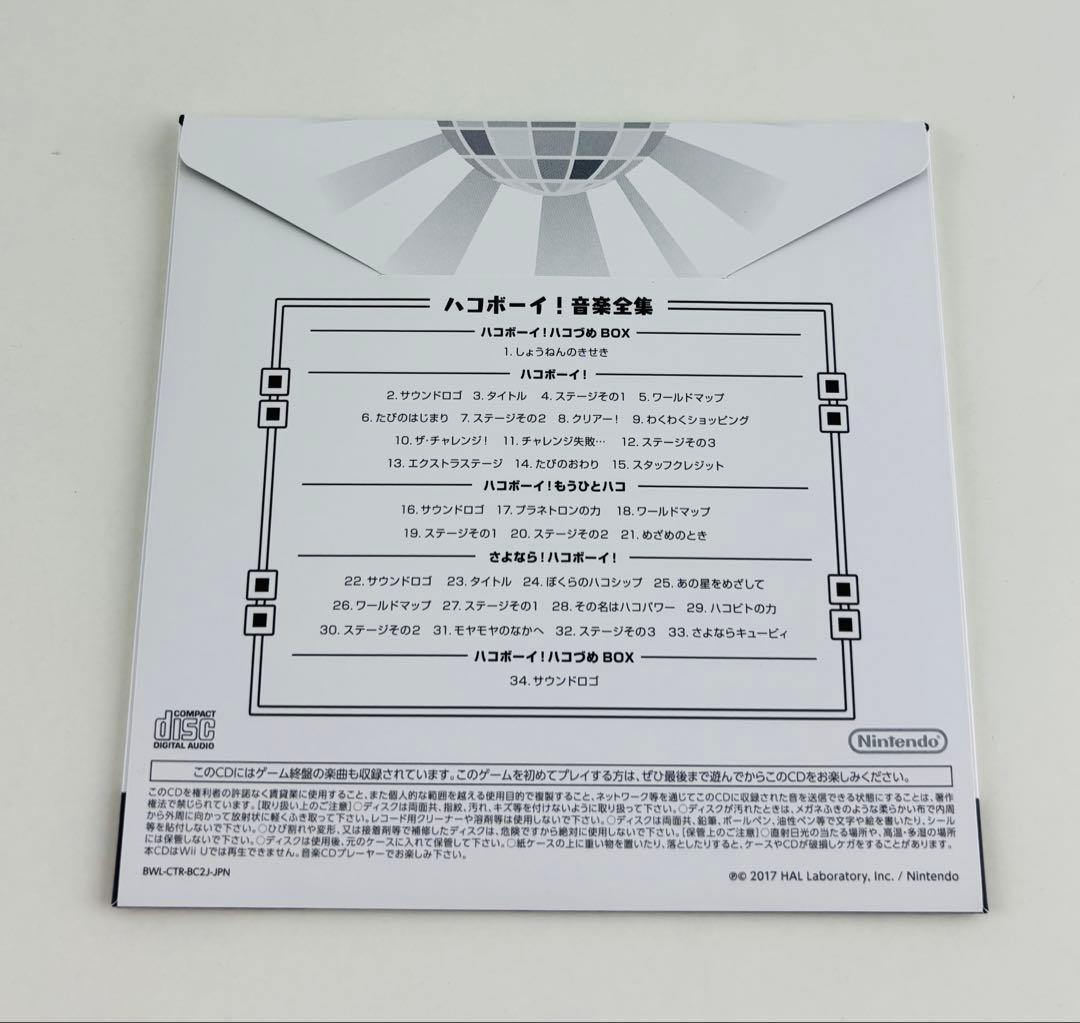 ハコボーイ！音楽全集
ハコボーイ！ハコづめBOX
1.しょうねんのきせき
ハコボーイ！
2.サウンドロゴ 3.タイトル 4.ステージその1 5.ワールドマップ
6.たびのはじまり 7.ステージその2 8.クリアー！ 9.わくわくショッピング
10.ザ・チャレンジ！ 11.チャレンジ失敗… 12.ステージその3
13.エクストラステージ 14.たびのおわり 15.スタッフクレジット
ハコボーイ！もうひとハコ
16.サウンドロゴ 17.プラネトロンの力 18.ワールドマップ
19.ステージその1 20.ステージその2 21.めざめのとき
さよなら！ハコボーイ！
22.サウンドロゴ 23.タイトル 24.ぼくらのハコシップ 25.あの星をめざして
26.ワールドマップ 27.ステージその1 28.その名はハコパワー 29.ハコビトの力
30.ステージその2 31.モヤモヤのなかへ 32.ステージその3 33.さよならキュービィ
ハコボーイ！ハコづめBOX
34.サウンドロゴ
COMPACT
disc
DIGITAL AUDIO
Nintendo
このCDにはゲーム終盤の楽曲も収録されています。このゲームを初めてプレイする方は、ぜひ最後まで遊んでからこのCDをお楽しみください。
このCDを権利者の許諾なく賃貸業に使用すること、また個人的な範囲を越える使用目的で複製すること、ネットワーク等を通じてこのCDに収録された音を送信できる状態にすることは、著作
権法で禁じられています。[取り扱い上のご注意]○ディスクは両面共、指紋、汚れ、キズ等を付けないように取り扱って下さい。○ディスクが汚れたときは、メガネふきのような柔らかい布で内周
から外周に向かって放射状に軽くふき取って下さい。レコード用クリーナーや溶剤等は使用しないで下さい。○ディスクは両面共、鉛筆、ボールペン、油性ペン等で文字や絵を書いたり、シール
等を貼付しないで下さい。○ひび割れや変形、又は接着剤等で補修したディスクは、危険ですから絶対に使用しないで下さい。[保管上のご注意]○直射日光の当たる場所や、高温・多湿の場所
には保管しないで下さい。○ディスクは使用後、元のケースに入れて保管して下さい。○紙ケースの上に重い物を置いたり、落としたりすると、ケースやCDが破損しケガをすることがあります。
本CDはWii Uでは再生できません。音楽CDプレーヤーでお楽しみ下さい。
BWL-CTR-BC2J-JPN
℗© 2017 HAL Laboratory, Inc. / Nintendo